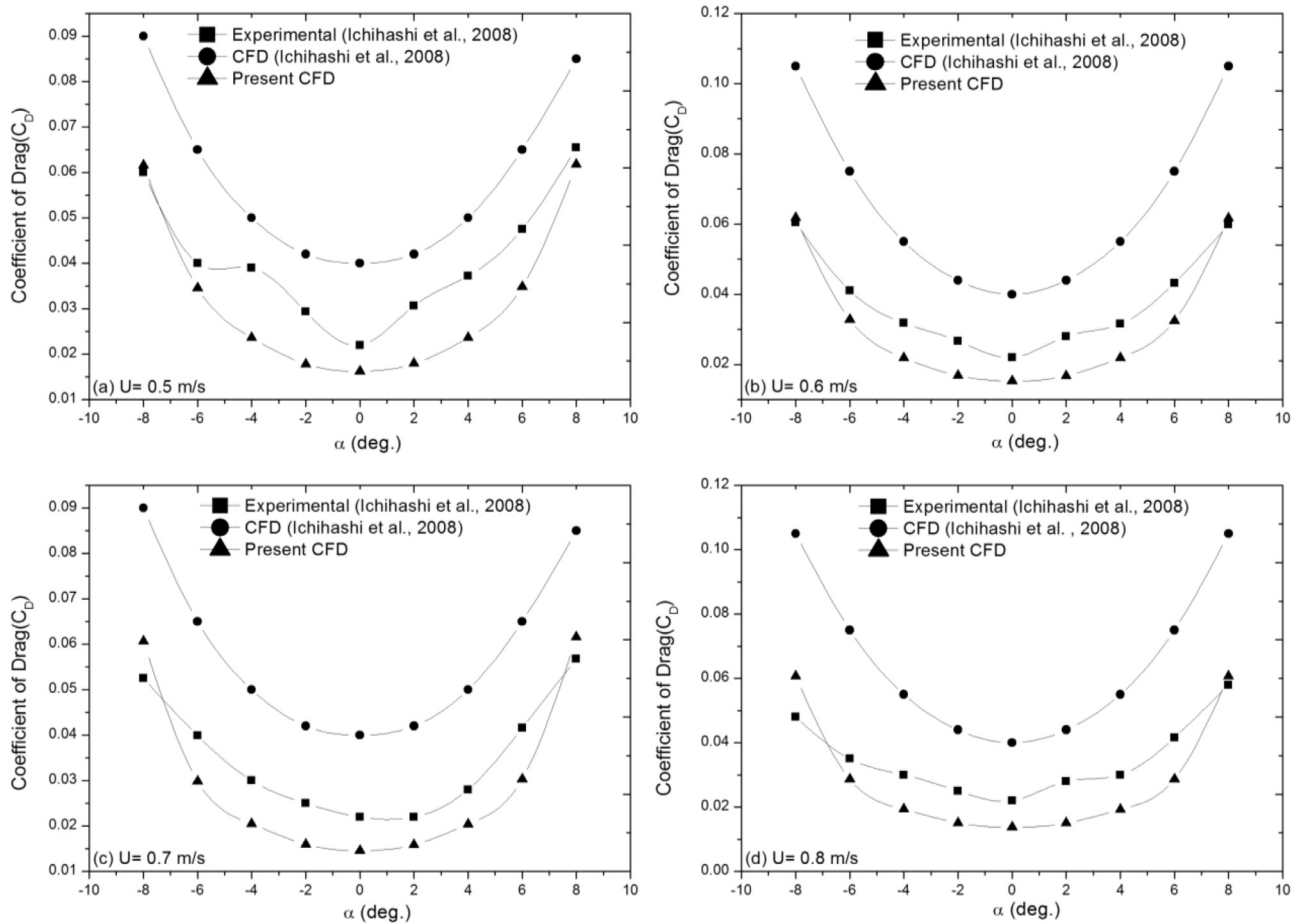 0.09
0.08
0.07
0.06
0.05
0.04
0.03
0.02
0.01
Coefficient of Drag(C_D)
Experimental (Ichihashi et al., 2008)
CFD (Ichihashi et al., 2008)
Present CFD
(a) U= 0.5 m/s
-10 -8 -6 -4 -2 0 2 4 6 8 10
α (deg.)
0.12
0.10
0.08
0.06
0.04
0.02
Coefficient of Drag(C_D)
Experimental (Ichihashi et al., 2008)
CFD (Ichihashi et al., 2008)
Present CFD
(b) U= 0.6 m/s
-10 -8 -6 -4 -2 0 2 4 6 8 10
α (deg.)
0.09
0.08
0.07
0.06
0.05
0.04
0.03
0.02
0.01
Coefficient of Drag(C_D)
Experimental (Ichihashi et al., 2008)
CFD (Ichihashi et al., 2008)
Present CFD
(c) U= 0.7 m/s
-10 -8 -6 -4 -2 0 2 4 6 8 10
α (deg.)
0.12
0.10
0.08
0.06
0.04
0.02
0.00
Coefficient of Drag(C_D)
Experimental (Ichihashi et al., 2008)
CFD (Ichihashi et al. , 2008)
Present CFD
(d) U= 0.8 m/s
-10 -8 -6 -4 -2 0 2 4 6 8 10
α (deg.)